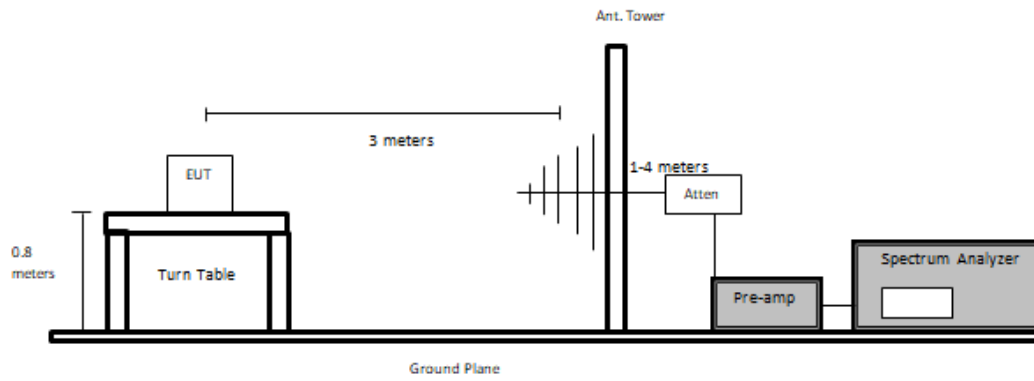 Ant. Tower
3 meters
1-4 meters
EUT
Atten
0.8
meters
Turn Table
Pre-amp
Spectrum Analyzer
Ground Plane